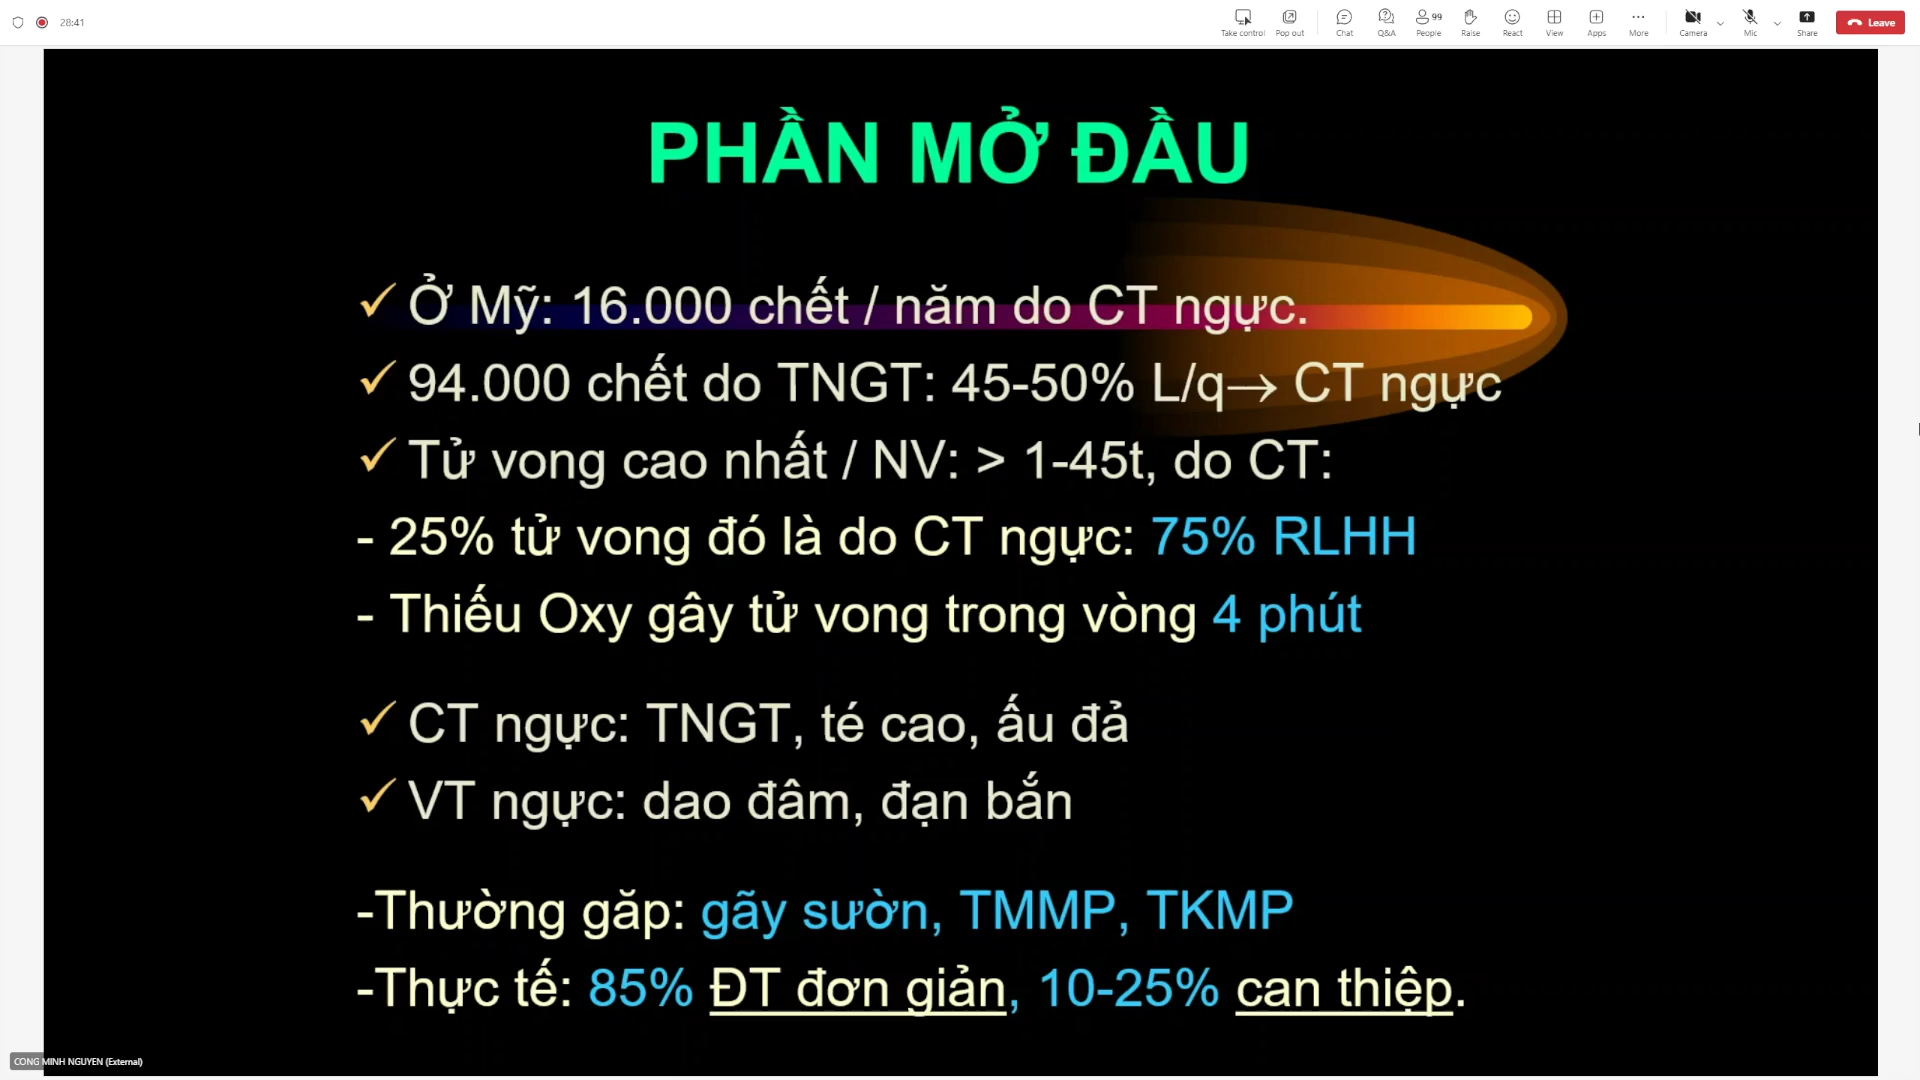 28:41
Take control
Pop out
Chat
Q&A
99
People
Raise
React
View
Apps
More
Camera
Mic
Share
Leave
PHẦN MỞ ĐẦU
✓ Ở Mỹ: 16.000 chết / năm do CT ngực.
✓ 94.000 chết do TNGT: 45-50% L/q→ CT ngực
✓ Tử vong cao nhất / NV: > 1-45t, do CT:
- 25% tử vong đó là do CT ngực: 75% RLHH
- Thiếu Oxy gây tử vong trong vòng 4 phút
✓ CT ngực: TNGT, té cao, ấu đả
✓ VT ngực: dao đâm, đạn bắn
-Thường găp: gãy sườn, TMMP, TKMP
-Thực tế: 85% ĐT đơn giản, 10-25% can thiệp.
CONG MINH NGUYEN (External)